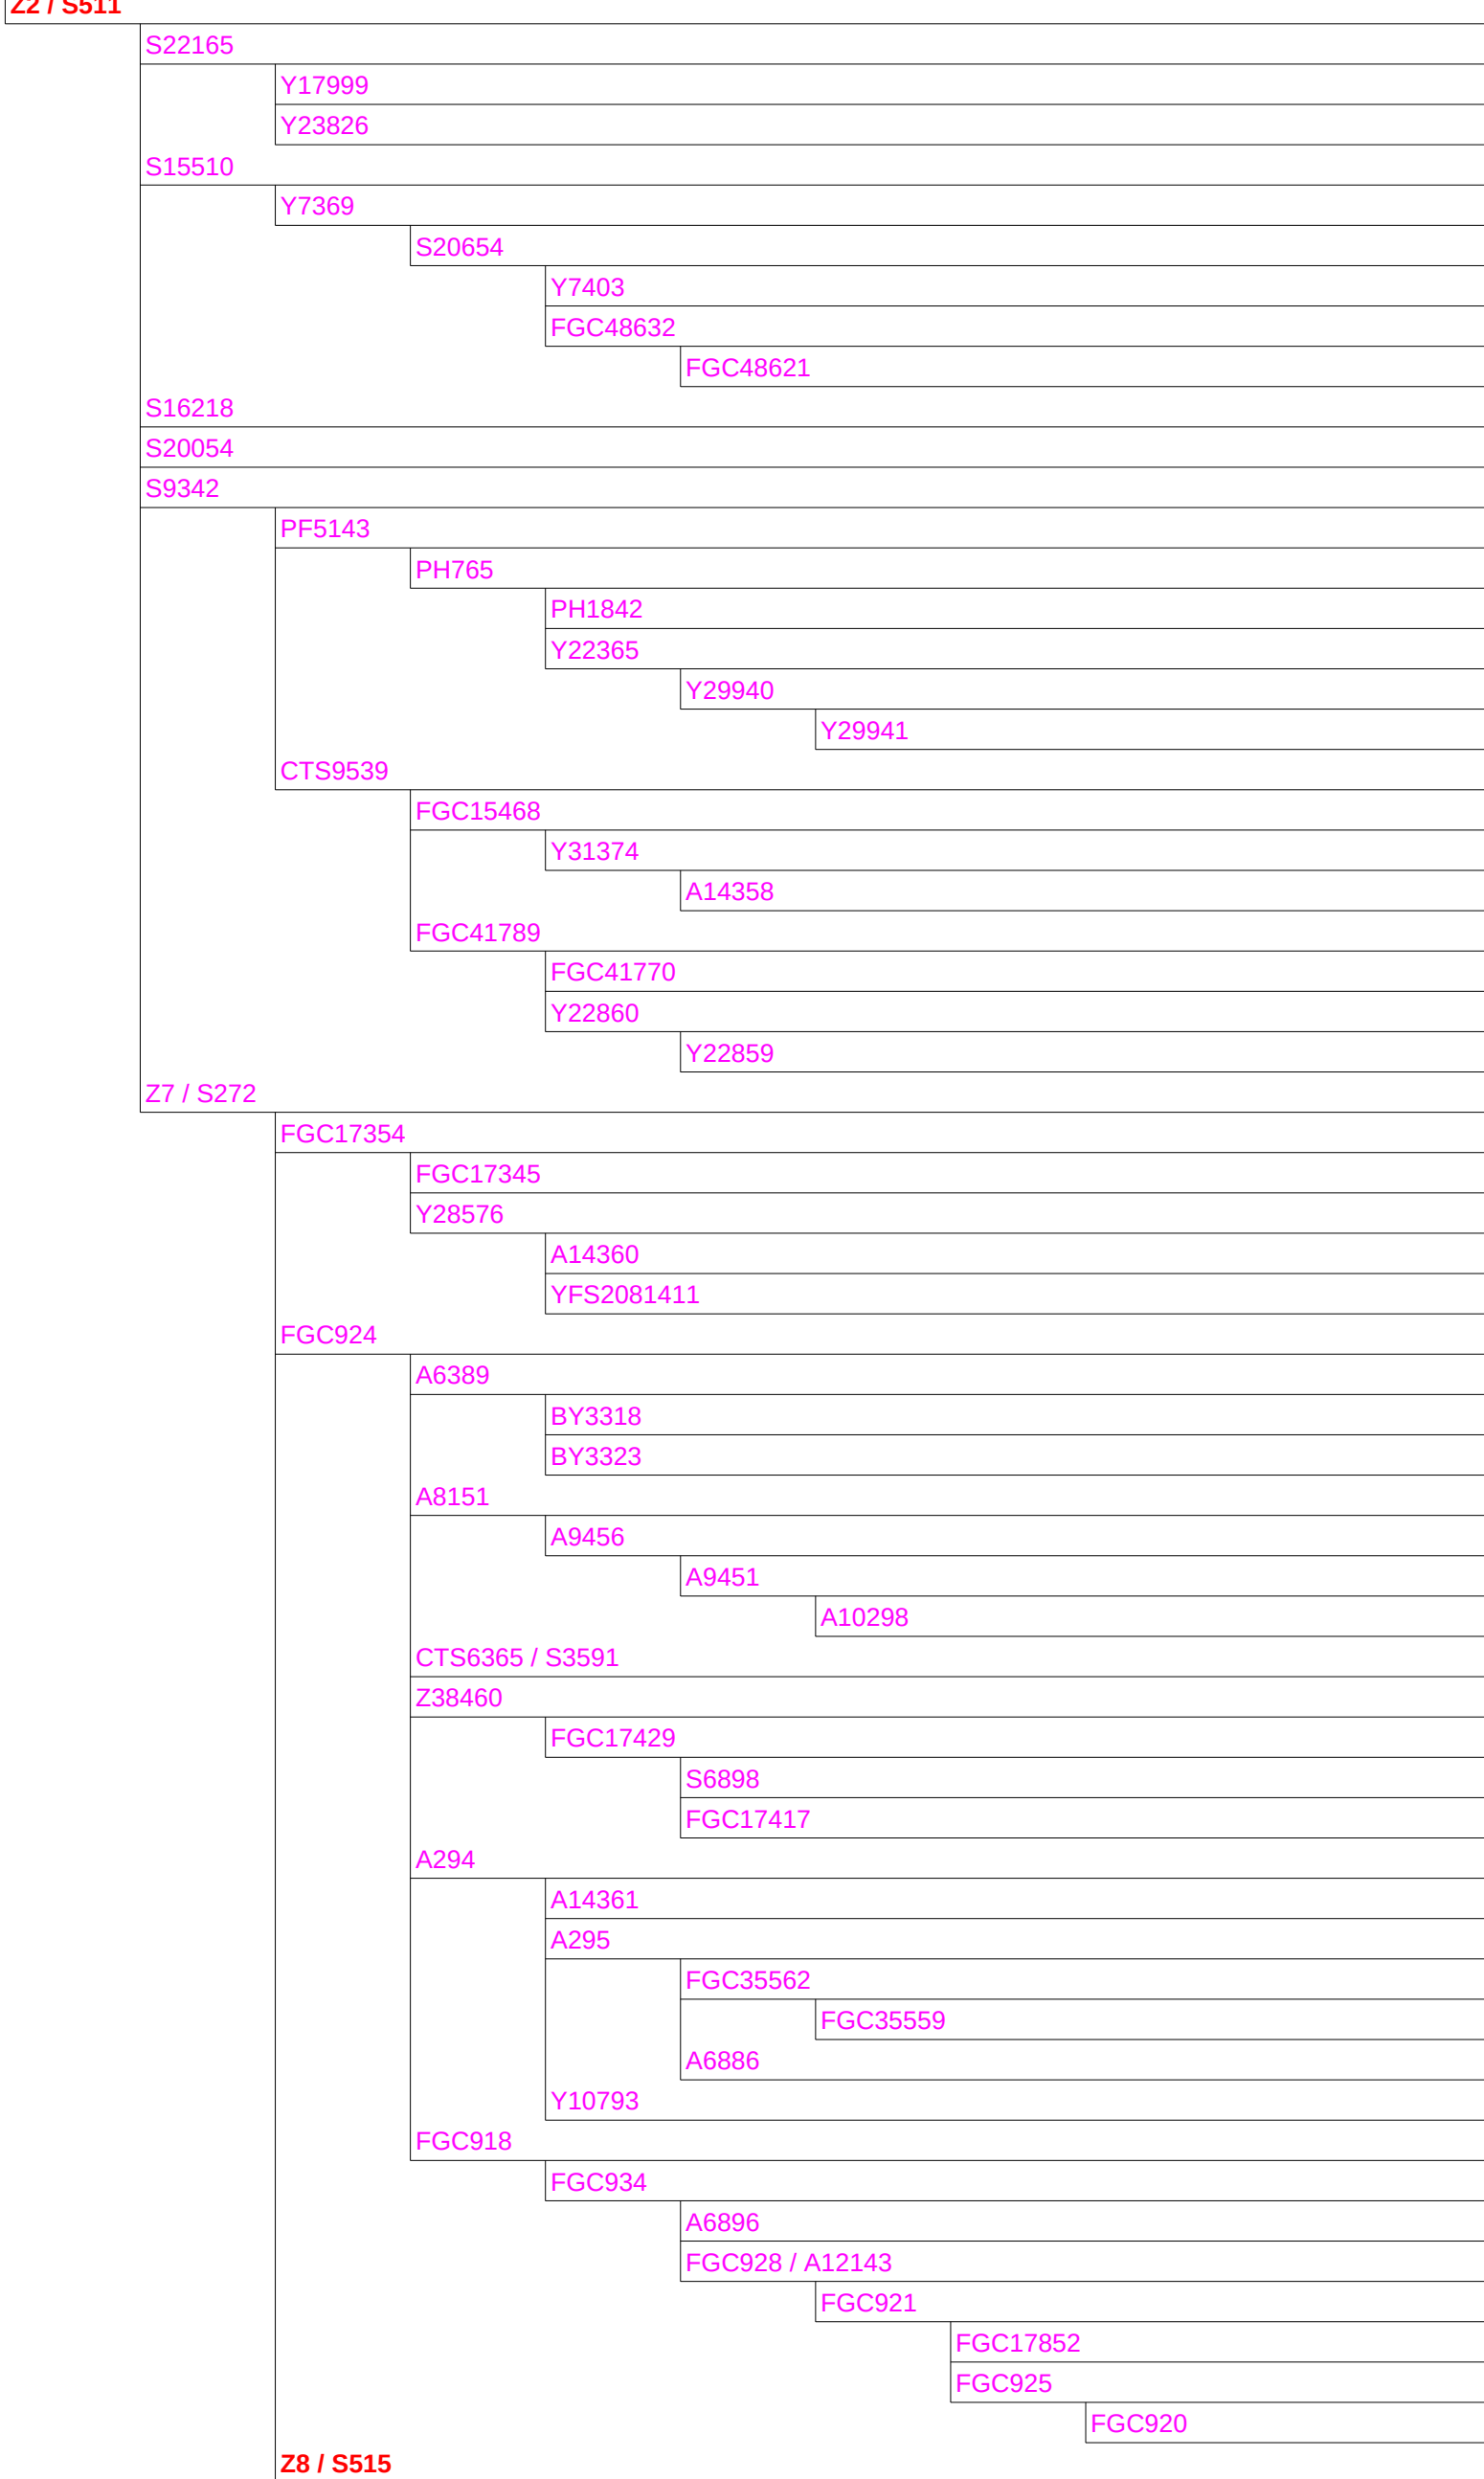 Z2 / S511
S22165
Y17999
Y23826
S15510
Y7369
S20654
Y7403
FGC48632
FGC48621
S16218
S20054
S9342
PF5143
PH765
PH1842
Y22365
Y29940
Y29941
CTS9539
FGC15468
Y31374
A14358
FGC41789
FGC41770
Y22860
Y22859
Z7 / S272
FGC17354
FGC17345
Y28576
A14360
YFS2081411
FGC924
A6389
BY3318
BY3323
A8151
A9456
A9451
A10298
CTS6365 / S3591
Z38460
FGC17429
S6898
FGC17417
A294
A14361
A295
FGC35562
FGC35559
A6886
Y10793
FGC918
FGC934
A6896
FGC928 / A12143
FGC921
FGC17852
FGC925
FGC920
Z8 / S515